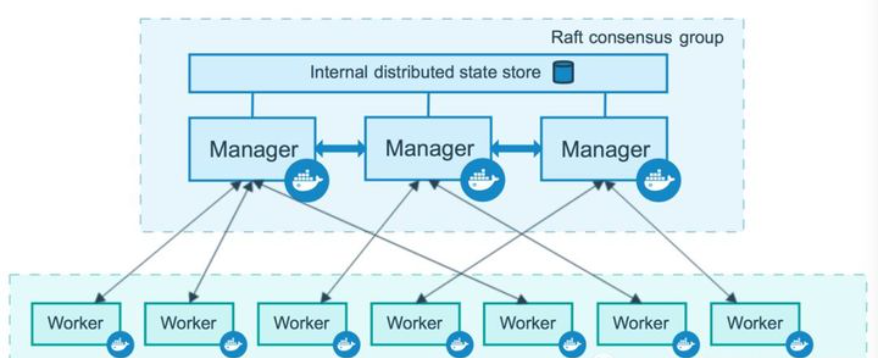 Raft consensus group
Internal distributed state store
Manager
Manager
Manager
Worker
Worker
Worker
Worker
Worker
Worker
Worker